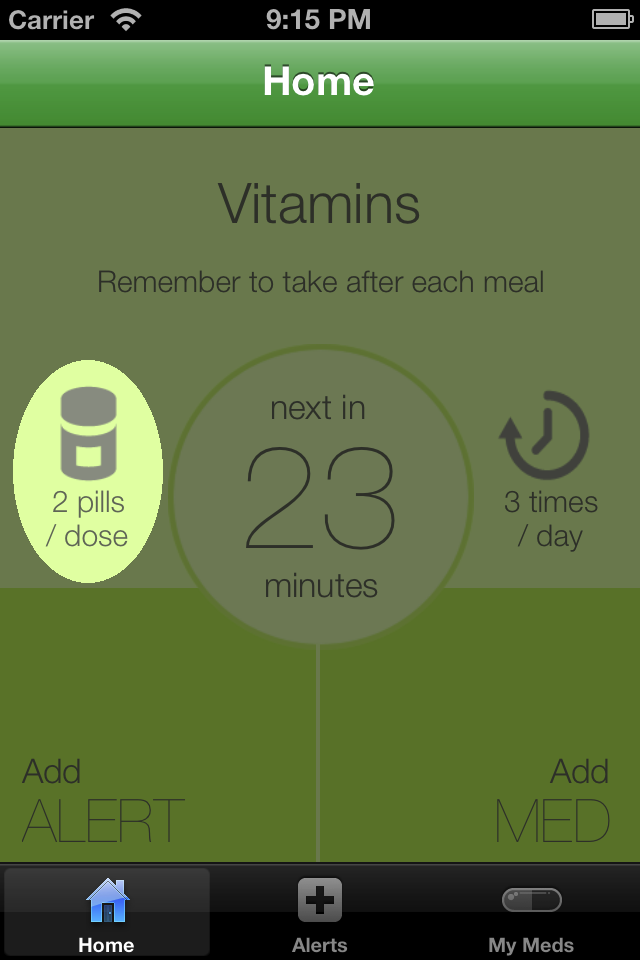 Carrier 9:15 PM
Home
Vitamins
Remember to take after each meal
next in
23
minutes
2 pills
/ dose
3 times
/ day
Add
ALERT
Add
MED
Home Alerts My Meds